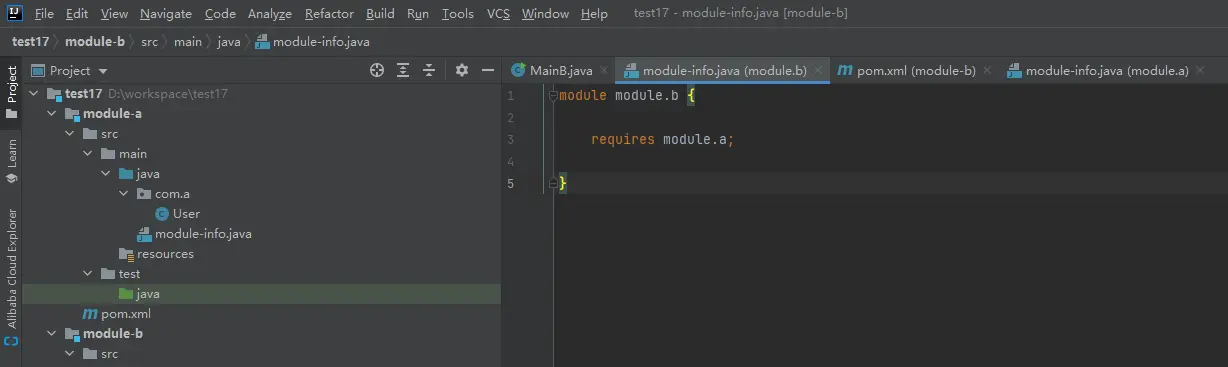 File Edit View Navigate Code Analyze Refactor Build Run Tools VCS Window Help test17 - module-info.java [module-b]
test17 module-b src main java module-info.java
Project
MainB.java module-info.java (module.b) pom.xml (module-b) module-info.java (module.a)
Project
Learn
Alibaba Cloud Explorer
test17 D:\workspace\test17
module-a
src
main
java
com.a
User
module-info.java
resources
test
java
pom.xml
module-b
src
1 module module.b {
2
3 requires module.a;
4
5 }